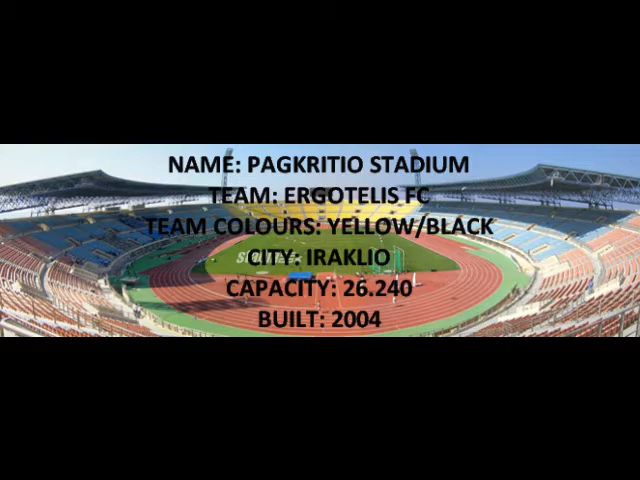 NAME: PAGKRITIO STADIUM
TEAM: ERGOTELIS FC
TEAM COLOURS: YELLOW/BLACK
CITY: IRAKLIO
CAPACITY: 26.240
BUILT: 2004